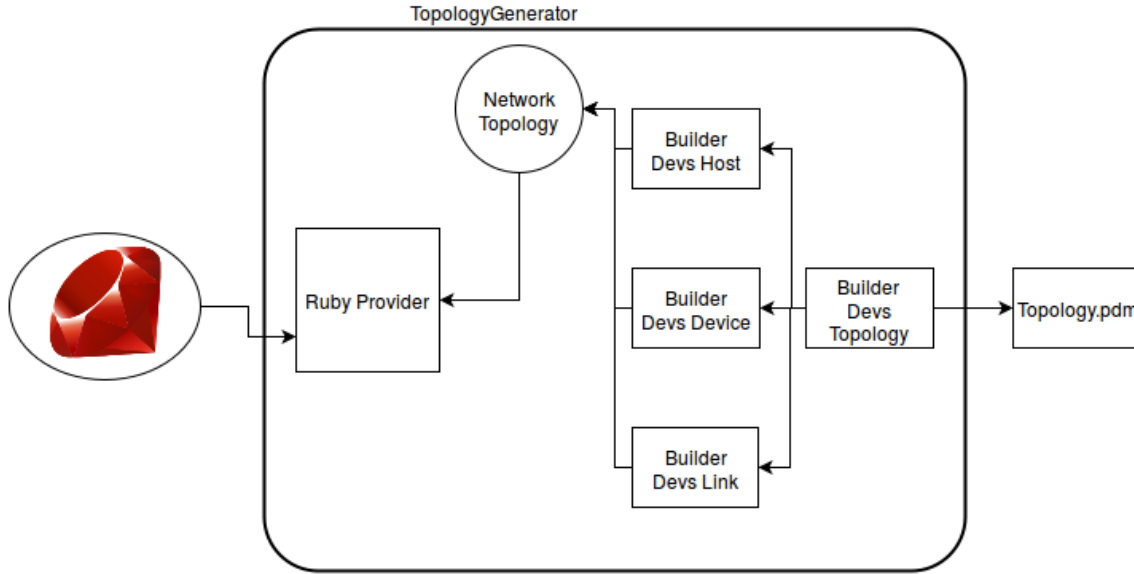 TopologyGenerator
Network
Topology
Builder
Devs Host
Ruby Provider
Builder
Devs Device
Builder
Devs
Topology
Topology.pdm
Builder
Devs Link